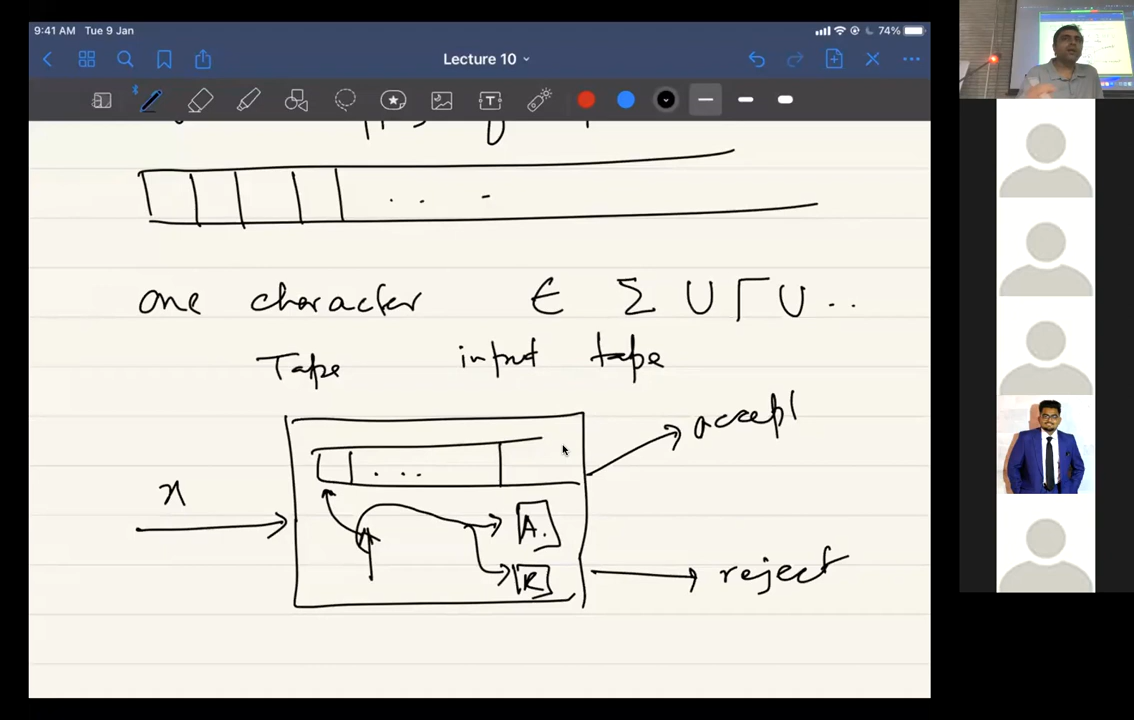 9:41 AM Tue 9 Jan
74%
Lecture 10
. . -
one character ∈ Σ ∪ Γ ∪ ..
Tape input tape
accept
. . .
x
A.
R
reject